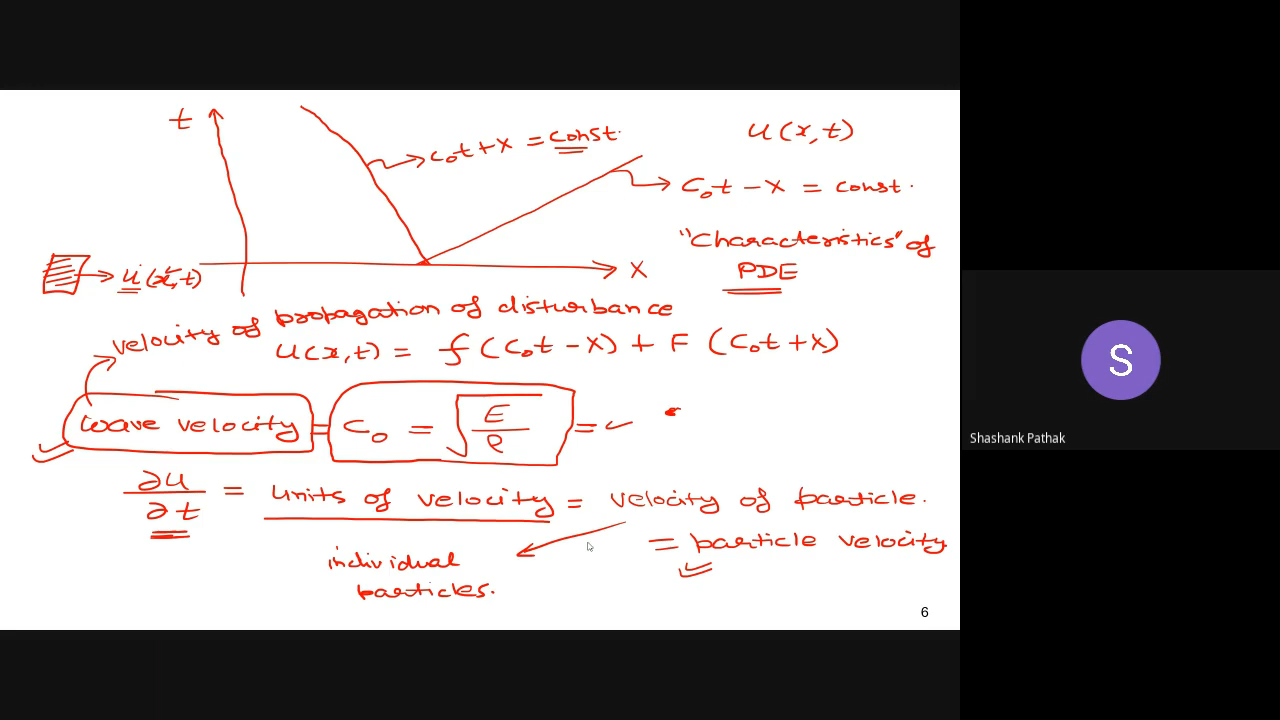 t
C₀t + x = const.
u(x,t)
C₀t - x = const.
"Characteristics" of
PDE
x
velocity of propagation of disturbance
u(x,t) = f(C₀t - x) + F(C₀t + x)
wave velocity = C₀ = √(E/ρ) =
∂u/∂t = units of velocity = velocity of particle.
= particle velocity
individual
particles.
6
Shashank Pathak
S